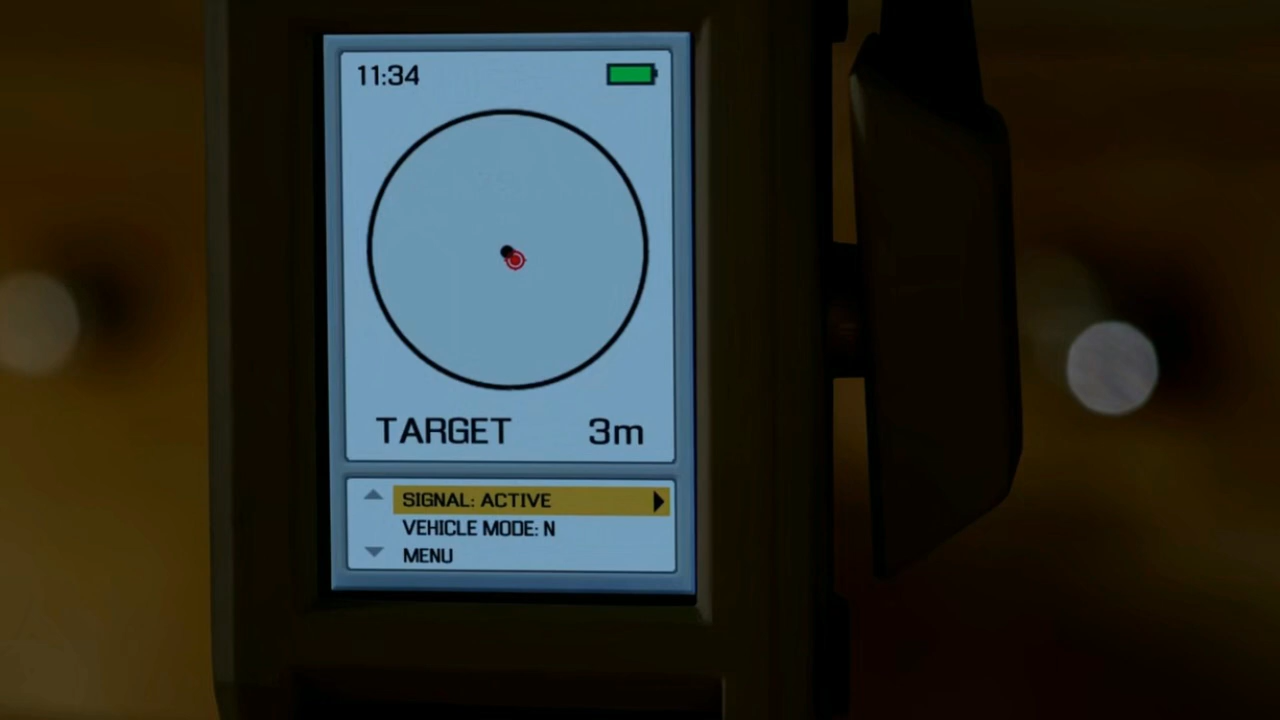 11:34
TARGET 3m
SIGNAL: ACTIVE
VEHICLE MODE: N
MENU